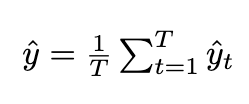 ŷ = 1/T ∑_{t=1}^{T} ŷ_t